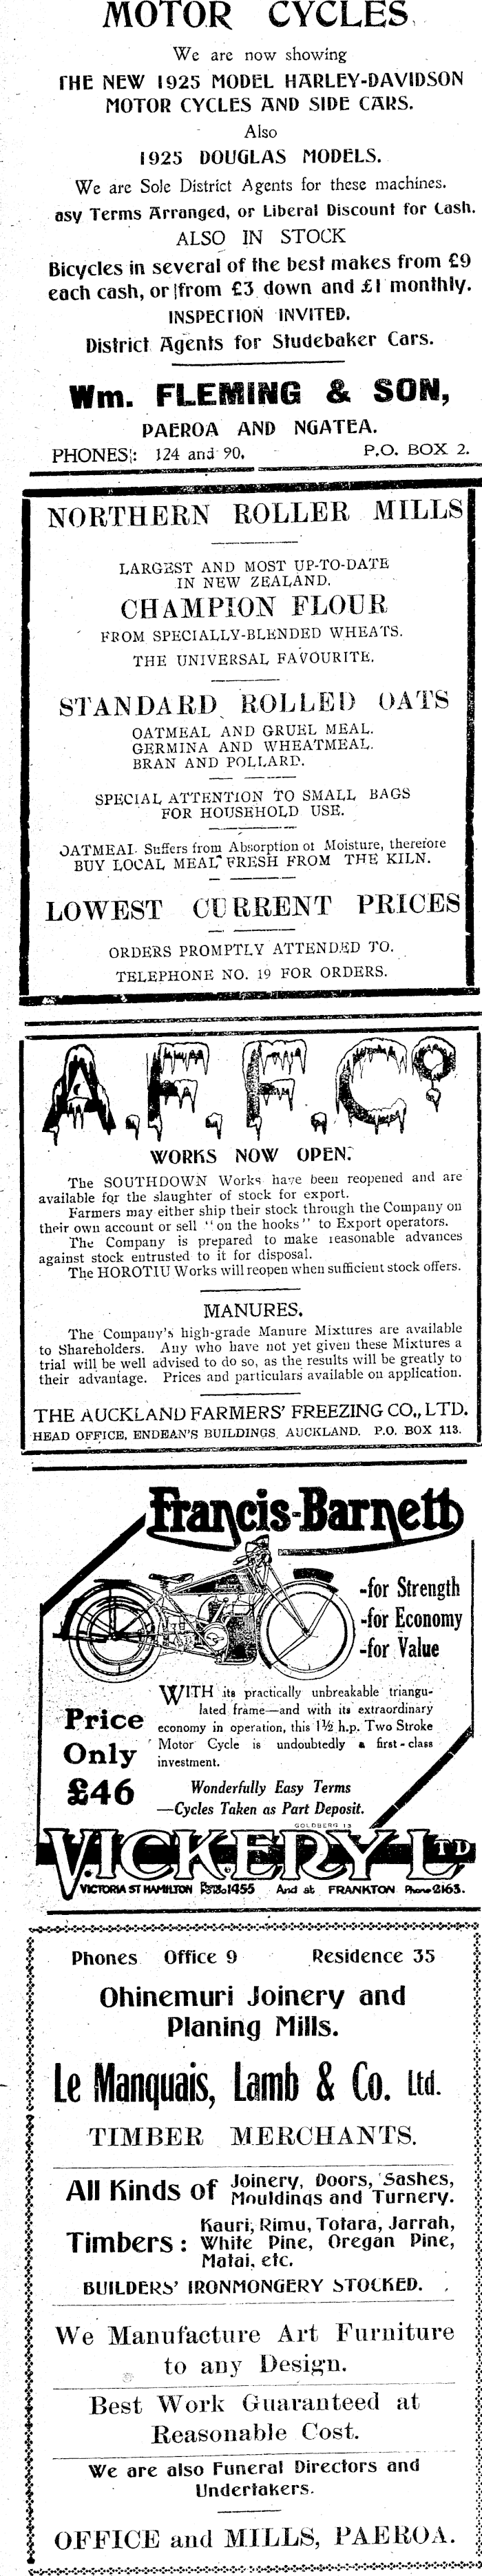 MOTOR CYCLES.
We are now showing
THE NEW 1925 MODEL HARLEY-DAVIDSON
MOTOR CYCLES AND SIDE CARS.
Also
1925 DOUGLAS MODELS.
We are Sole District Agents for these machines.
asy Terms Arranged, or Liberal Discount for Cash.
ALSO IN STOCK
Bicycles in several of the best makes from £9
each cash, or from £3 down and £1 monthly.
INSPECTION INVITED.
District Agents for Studebaker Cars.
Wm. FLEMING & SON,
PAEROA AND NGATEA.
PHONES: 124 and 90. P.O. BOX 2.
NORTHERN ROLLER MILLS
LARGEST AND MOST UP-TO-DATE
IN NEW ZEALAND.
CHAMPION FLOUR
FROM SPECIALLY-BLENDED WHEATS.
THE UNIVERSAL FAVOURITE.
STANDARD ROLLED OATS
OATMEAL AND GRUEL MEAL.
GERMINA AND WHEATMEAL.
BRAN AND POLLARD.
SPECIAL ATTENTION TO SMALL BAGS
FOR HOUSEHOLD USE.
OATMEAL Suffers from Absorption of Moisture, therefore
BUY LOCAL MEAL FRESH FROM THE KILN.
LOWEST CURRENT PRICES
ORDERS PROMPTLY ATTENDED TO.
TELEPHONE NO. 19 FOR ORDERS.
A.F.F.Co
WORKS NOW OPEN.
The SOUTHDOWN Works have been reopened and are
available for the slaughter of stock for export.
Farmers may either ship their stock through the Company on
their own account or sell "on the hooks" to Export operators.
The Company is prepared to make reasonable advances
against stock entrusted to it for disposal.
The HOROTIU Works will reopen when sufficient stock offers.
MANURES.
The Company's high-grade Manure Mixtures are available
to Shareholders. Any who have not yet given these Mixtures a
trial will be well advised to do so, as the results will be greatly to
their advantage. Prices and particulars available on application.
THE AUCKLAND FARMERS' FREEZING CO., LTD.
HEAD OFFICE, ENDEAN'S BUILDINGS, AUCKLAND. P.O. BOX 113.
Francis-Barnett
-for Strength
-for Economy
-for Value
WITH its practically unbreakable triangu-
lated frame—and with its extraordinary
economy in operation, this 1½ h.p. Two Stroke
Motor Cycle is undoubtedly a first-class
investment.
Price
Only
£46
Wonderfully Easy Terms
—Cycles Taken as Part Deposit.
GOLDBERG 13
VICKERY LTD
VICTORIA ST HAMILTON 1455 And at FRANKTON Phone 2163.
Phones Office 9 Residence 35
Ohinemuri Joinery and
Planing Mills.
Le Manquais, Lamb & Co. Ltd.
TIMBER MERCHANTS.
All Kinds of Joinery, Doors, Sashes,
Mouldings and Turnery.
Timbers: Kauri, Rimu, Totara, Jarrah,
White Pine, Oregan Pine,
Matai, etc.
BUILDERS' IRONMONGERY STOCKED.
We Manufacture Art Furniture
to any Design.
Best Work Guaranteed at
Reasonable Cost.
We are also Funeral Directors and
Undertakers.
OFFICE and MILLS, PAEROA.